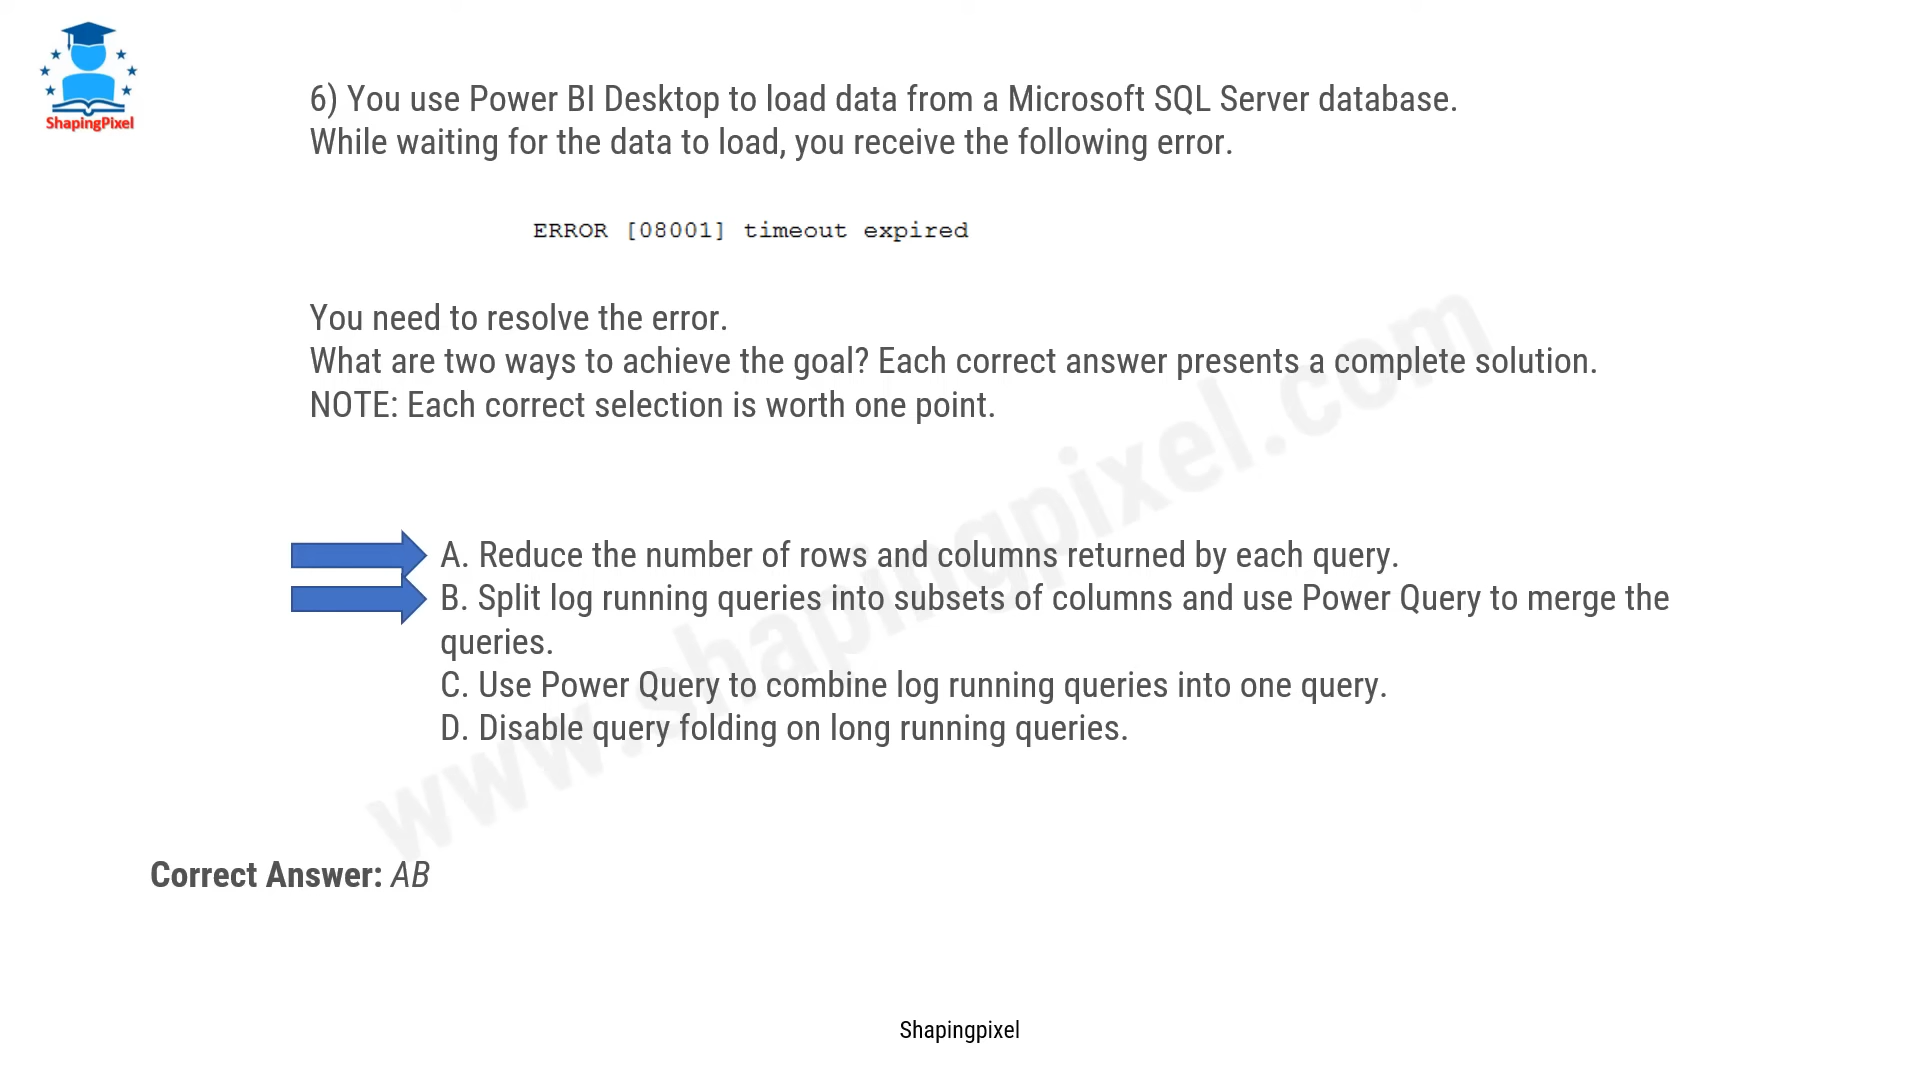 ShapingPixel
6) You use Power BI Desktop to load data from a Microsoft SQL Server database.
While waiting for the data to load, you receive the following error.
ERROR [08001] timeout expired
You need to resolve the error.
What are two ways to achieve the goal? Each correct answer presents a complete solution.
NOTE: Each correct selection is worth one point.
www.shapingpixel.com
A. Reduce the number of rows and columns returned by each query.
B. Split log running queries into subsets of columns and use Power Query to merge the
queries.
C. Use Power Query to combine log running queries into one query.
D. Disable query folding on long running queries.
Correct Answer: AB
Shapingpixel